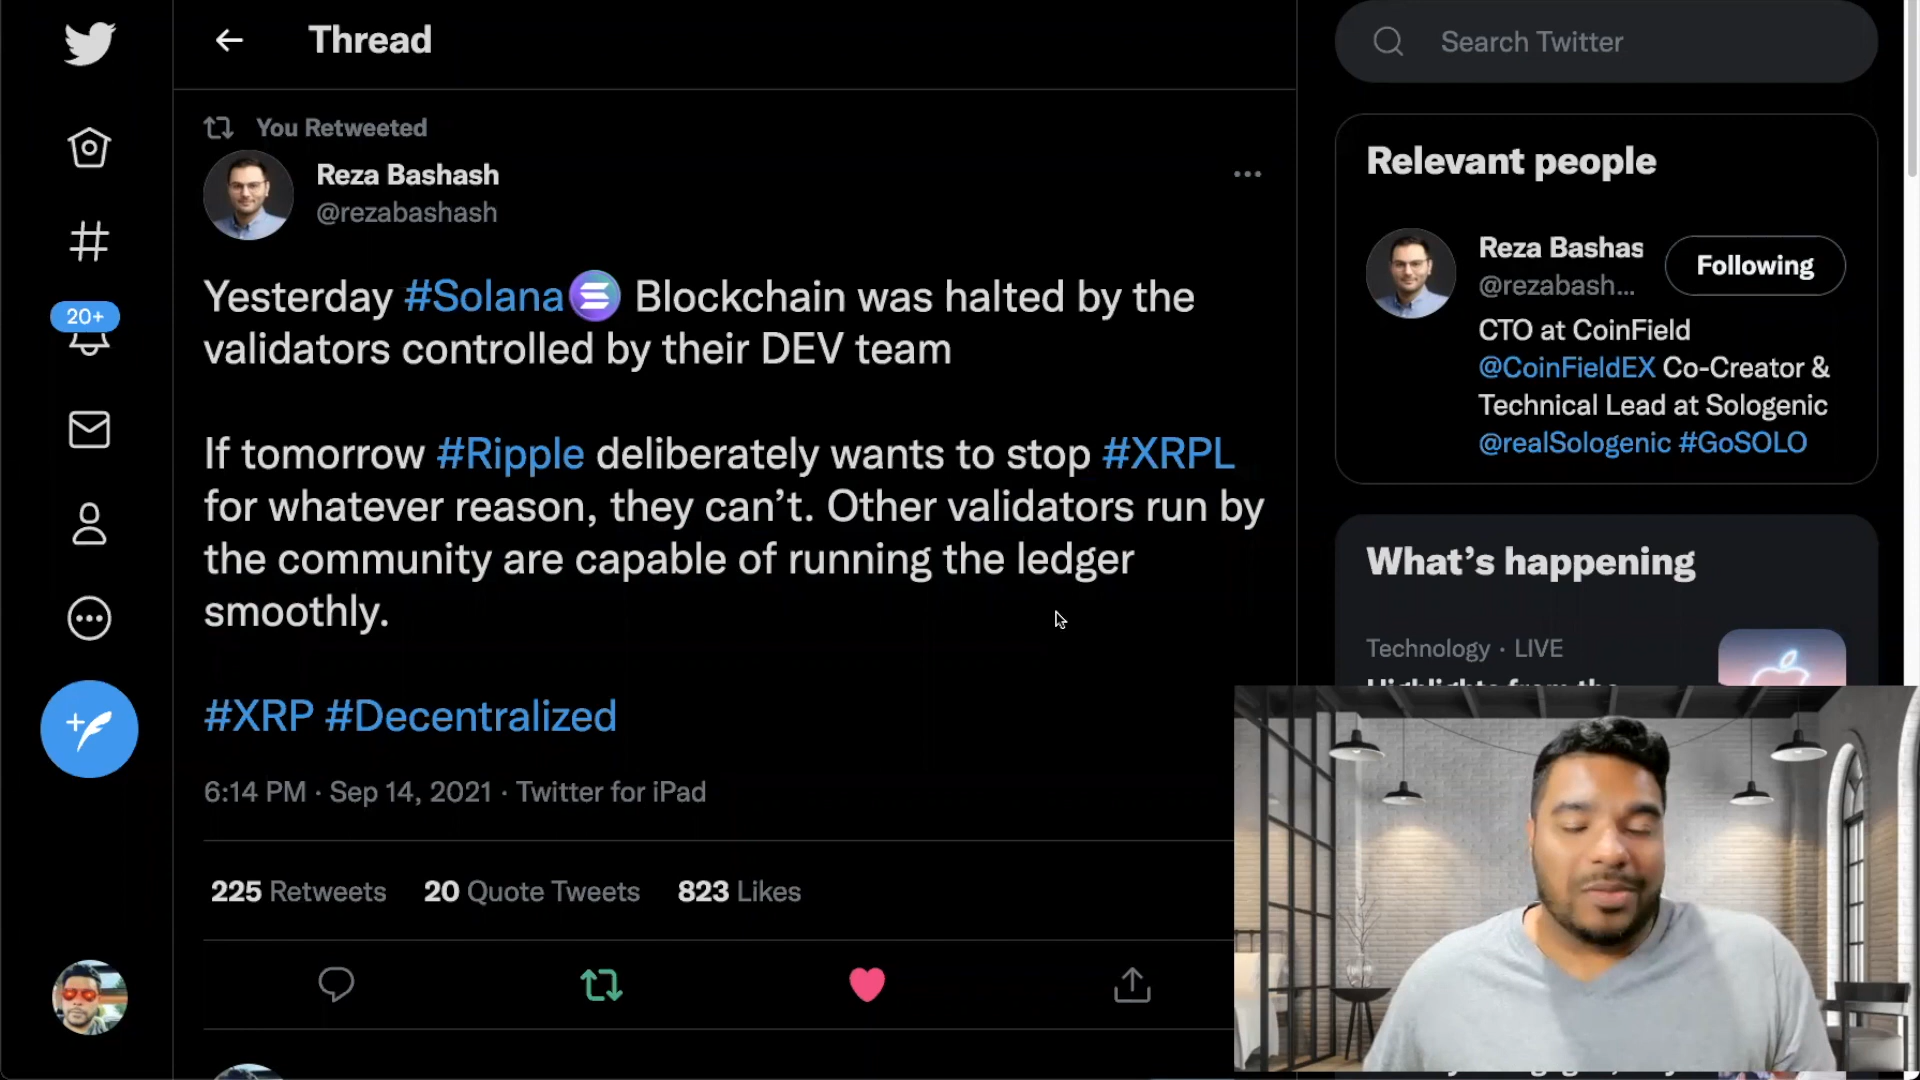 Thread
Search Twitter
You Retweeted
Reza Bashash
@rezabashash
Yesterday #Solana Blockchain was halted by the
validators controlled by their DEV team
If tomorrow #Ripple deliberately wants to stop #XRPL
for whatever reason, they can’t. Other validators run by
the community are capable of running the ledger
smoothly.
#XRP #Decentralized
6:14 PM · Sep 14, 2021 · Twitter for iPad
225 Retweets 20 Quote Tweets 823 Likes
20+
Relevant people
Reza Bashas
@rezabash...
Following
CTO at CoinField
@CoinFieldEX Co-Creator &
Technical Lead at Sologenic
@realSologenic #GoSOLO
What’s happening
Technology · LIVE
Highlights from the